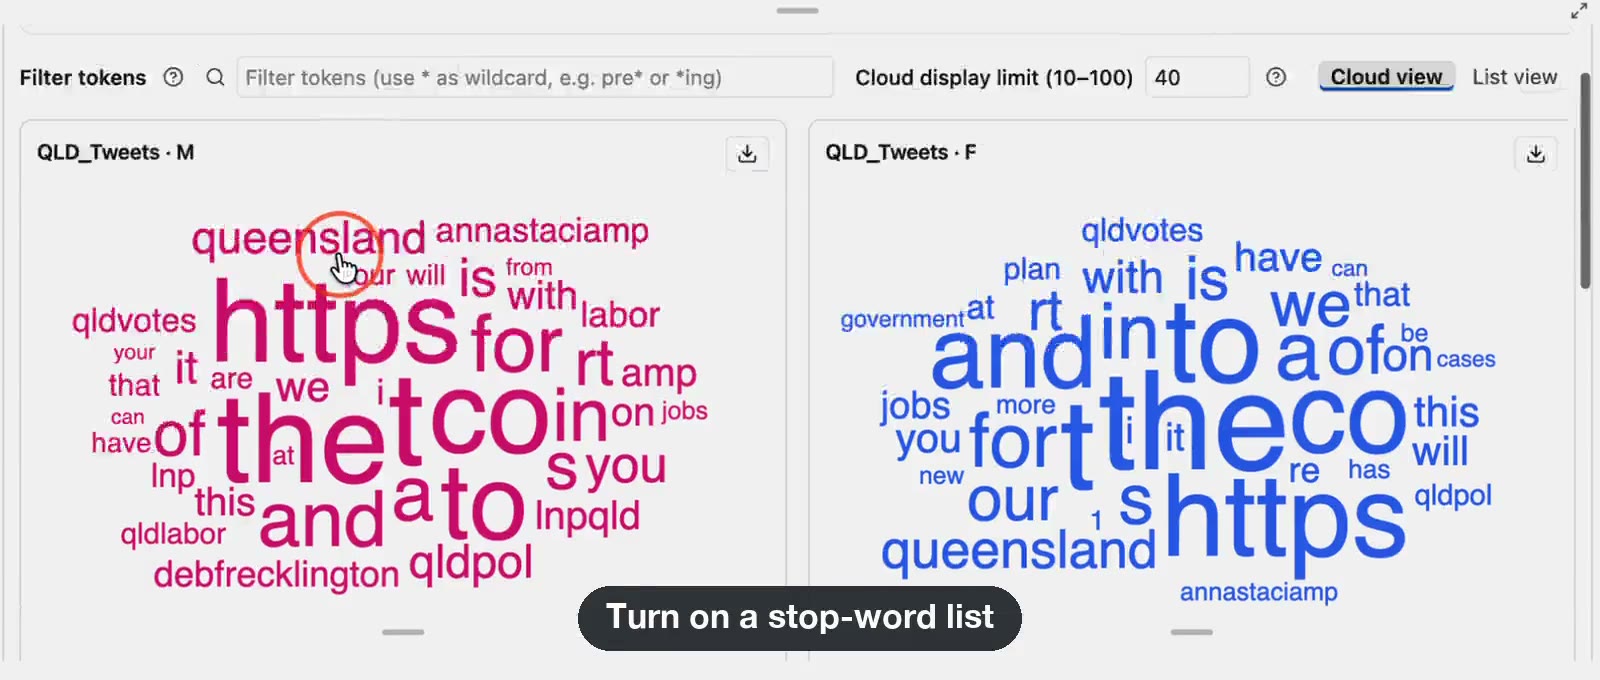 Filter tokens
Filter tokens (use * as wildcard, e.g. pre* or *ing)
Cloud display limit (10–100)
40
Cloud view
List view
QLD_Tweets · M
queensland
annastaciamp
our
will
is
from
with
qldvotes
https
for
labor
your
it
rt
amp
that
are
we
i
can
t
co
in
on
jobs
have
of
the
at
s
you
lnp
this
and
a
to
lnpqld
qldlabor
qldpol
debfrecklington
QLD_Tweets · F
qldvotes
plan
with
is
have
can
government
at
rt
we
that
and
in
to
a
of
on
be
cases
jobs
more
t
the
co
this
you
for
i
it
will
new
re
has
our
1
s
https
qldpol
queensland
annastaciamp
Turn on a stop-word list